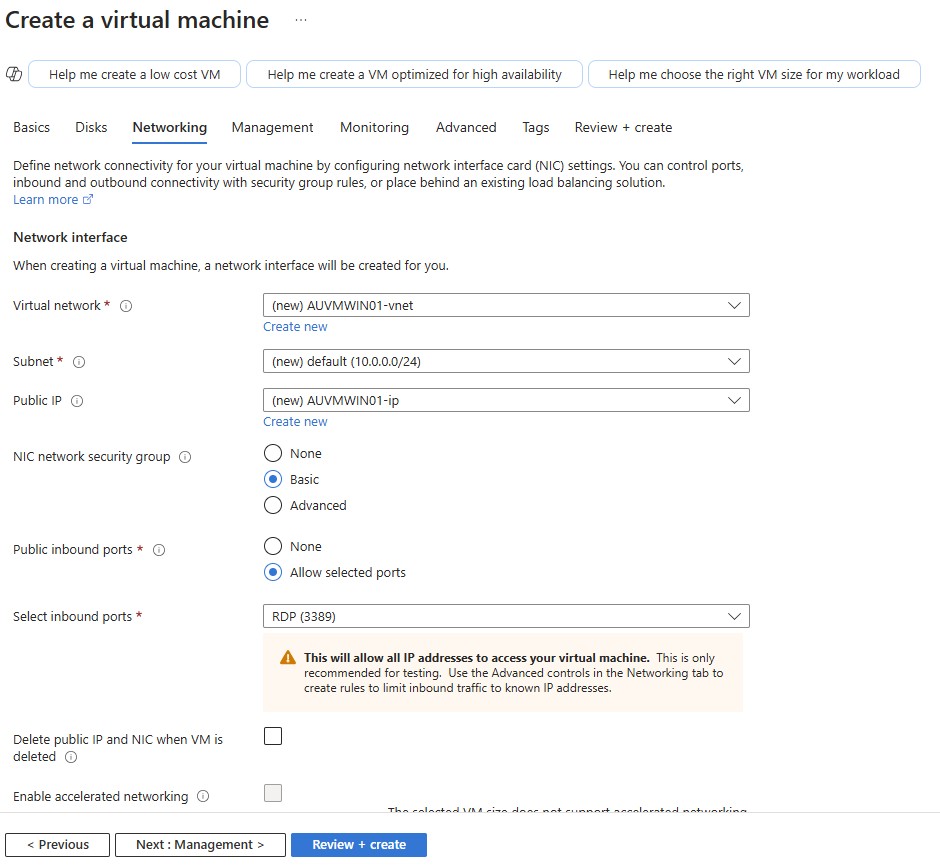 Create a virtual machine ...
Help me create a low cost VM
Help me create a VM optimized for high availability
Help me choose the right VM size for my workload
Basics
Disks
Networking
Management
Monitoring
Advanced
Tags
Review + create
Define network connectivity for your virtual machine by configuring network interface card (NIC) settings. You can control ports,
inbound and outbound connectivity with security group rules, or place behind an existing load balancing solution.
Learn more
Network interface
When creating a virtual machine, a network interface will be created for you.
Virtual network *
(new) AUVMWIN01-vnet
Create new
Subnet *
(new) default (10.0.0.0/24)
Public IP
(new) AUVMWIN01-ip
Create new
NIC network security group
None
Basic
Advanced
Public inbound ports *
None
Allow selected ports
Select inbound ports *
RDP (3389)
This will allow all IP addresses to access your virtual machine. This is only
recommended for testing. Use the Advanced controls in the Networking tab to
create rules to limit inbound traffic to known IP addresses.
Delete public IP and NIC when VM is
deleted
Enable accelerated networking
The selected VM size does not support accelerated networking
< Previous
Next : Management >
Review + create